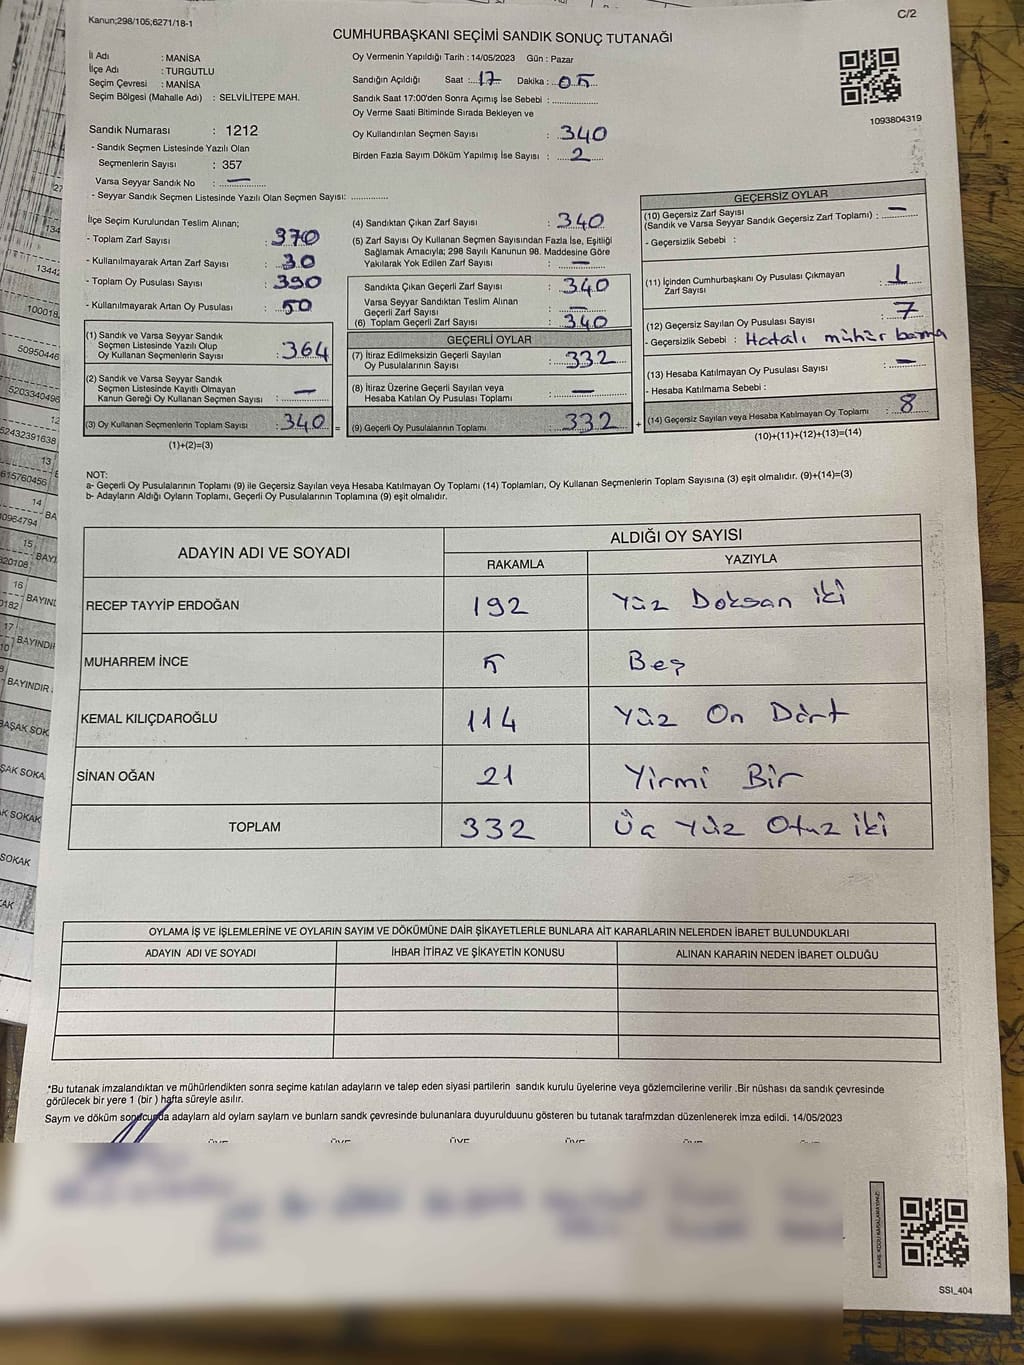 Kanun;298/105;6271/18-1
C/2
CUMHURBAŞKANI SEÇİMİ SANDIK SONUÇ TUTANAĞI
İl Adı : MANİSA
İlçe Adı : TURGUTLU
Seçim Çevresi : MANİSA
Seçim Bölgesi (Mahalle Adı) : SELVİLİTEPE MAH.
Sandık Numarası : 1212
- Sandık Seçmen Listesinde Yazılı Olan
Seçmenlerin Sayısı : 357
Varsa Seyyar Sandık No : —
- Seyyar Sandık Seçmen Listesinde Yazılı Olan Seçmen Sayısı: ..............
Oy Vermenin Yapıldığı Tarih : 14/05/2023 Gün : Pazar
Sandığın Açıldığı Saat : 17 Dakika : 05
Sandık Saat 17:00'den Sonra Açımış İse Sebebi : ..............
Oy Verme Saati Bitiminde Sırada Bekleyen ve
Oy Kullandırılan Seçmen Sayısı : 340
Birden Fazla Sayım Döküm Yapılmış İse Sayısı : 2
1093804319
İlçe Seçim Kurulundan Teslim Alınan;
- Toplam Zarf Sayısı : 370
- Kullanılmayarak Artan Zarf Sayısı : 30
- Toplam Oy Pusulası Sayısı : 390
- Kullanılmayarak Artan Oy Pusulası : 50
(1) Sandık ve Varsa Seyyar Sandık
Seçmen Listesinde Yazılı Olup
Oy Kullanan Seçmenlerin Sayısı : 364
(2) Sandık ve Varsa Seyyar Sandık
Seçmen Listesinde Kayıtlı Olmayan
Kanun Gereği Oy Kullanan Seçmen Sayısı : —
(3) Oy Kullanan Seçmenlerin Toplam Sayısı : 340 =
(1)+(2)=(3)
(4) Sandıktan Çıkan Zarf Sayısı : 340
(5) Zarf Sayısı Oy Kullanan Seçmen Sayısından Fazla İse, Eşitliği
Sağlamak Amacıyla; 298 Sayılı Kanunun 98. Maddesine Göre
Yakılarak Yok Edilen Zarf Sayısı : —
Sandıkta Çıkan Geçerli Zarf Sayısı : 340
Varsa Seyyar Sandıktan Teslim Alınan
Geçerli Zarf Sayısı : —
(6) Toplam Geçerli Zarf Sayısı : 340
GEÇERLİ OYLAR
(7) İtiraz Edilmeksizin Geçerli Sayılan
Oy Pusulalarının Sayısı : 332
(8) İtiraz Üzerine Geçerli Sayılan veya
Hesaba Katılan Oy Pusulası Toplamı : —
(9) Geçerli Oy Pusulalarının Toplamı : 332 +
GEÇERSİZ OYLAR
(10) Geçersiz Zarf Sayısı
(Sandık ve Varsa Seyyar Sandık Geçersiz Zarf Toplamı) : —
- Geçersizlik Sebebi :
(11) İçinden Cumhurbaşkanı Oy Pusulası Çıkmayan
Zarf Sayısı : 1
(12) Geçersiz Sayılan Oy Pusulası Sayısı : 7
- Geçersizlik Sebebi : Hatalı mühür basma
(13) Hesaba Katılmayan Oy Pusulası Sayısı : —
- Hesaba Katılmama Sebebi :
(14) Geçersiz Sayılan veya Hesaba Katılmayan Oy Toplamı : 8
(10)+(11)+(12)+(13)=(14)
NOT:
a- Geçerli Oy Pusulalarının Toplamı (9) ile Geçersiz Sayılan veya Hesaba Katılmayan Oy Toplamı (14) Toplamları, Oy Kullanan Seçmenlerin Toplam Sayısına (3) eşit olmalıdır. (9)+(14)=(3)
b- Adayların Aldığı Oyların Toplamı, Geçerli Oy Pusulalarının Toplamına (9) eşit olmalıdır.
ADAYIN ADI VE SOYADI
ALDIĞI OY SAYISI
RAKAMLA YAZIYLA
RECEP TAYYİP ERDOĞAN 192 Yüz Doksan iki
MUHARREM İNCE 5 Beş
KEMAL KILIÇDAROĞLU 114 Yüz On Dört
SİNAN OĞAN 21 Yirmi Bir
TOPLAM 332 Üç Yüz Otuz iki
OYLAMA İŞ VE İŞLEMLERİNE VE OYLARIN SAYIM VE DÖKÜMÜNE DAİR ŞİKAYETLERLE BUNLARA AİT KARARLARIN NELERDEN İBARET BULUNDUKLARI
ADAYIN ADI VE SOYADI İHBAR İTİRAZ VE ŞİKAYETİN KONUSU ALINAN KARARIN NEDEN İBARET OLDUĞU
*Bu tutanak imzalandıktan ve mühürlendikten sonra seçime katılan adayların ve talep eden siyasi partilerin sandık kurulu üyelerine veya gözlemcilerine verilir .Bir nüshası da sandık çevresinde
görülecek bir yere 1 (bir ) hafta süreyle asılır.
Sayım ve döküm sonucunda adayların ald oylarn sayılarn ve bunların sandk çevresinde bulunanlara duyurulduunu gösteren bu tutanak tarafmzdan düzenlenerek imza edildi. 14/05/2023
SSI_404